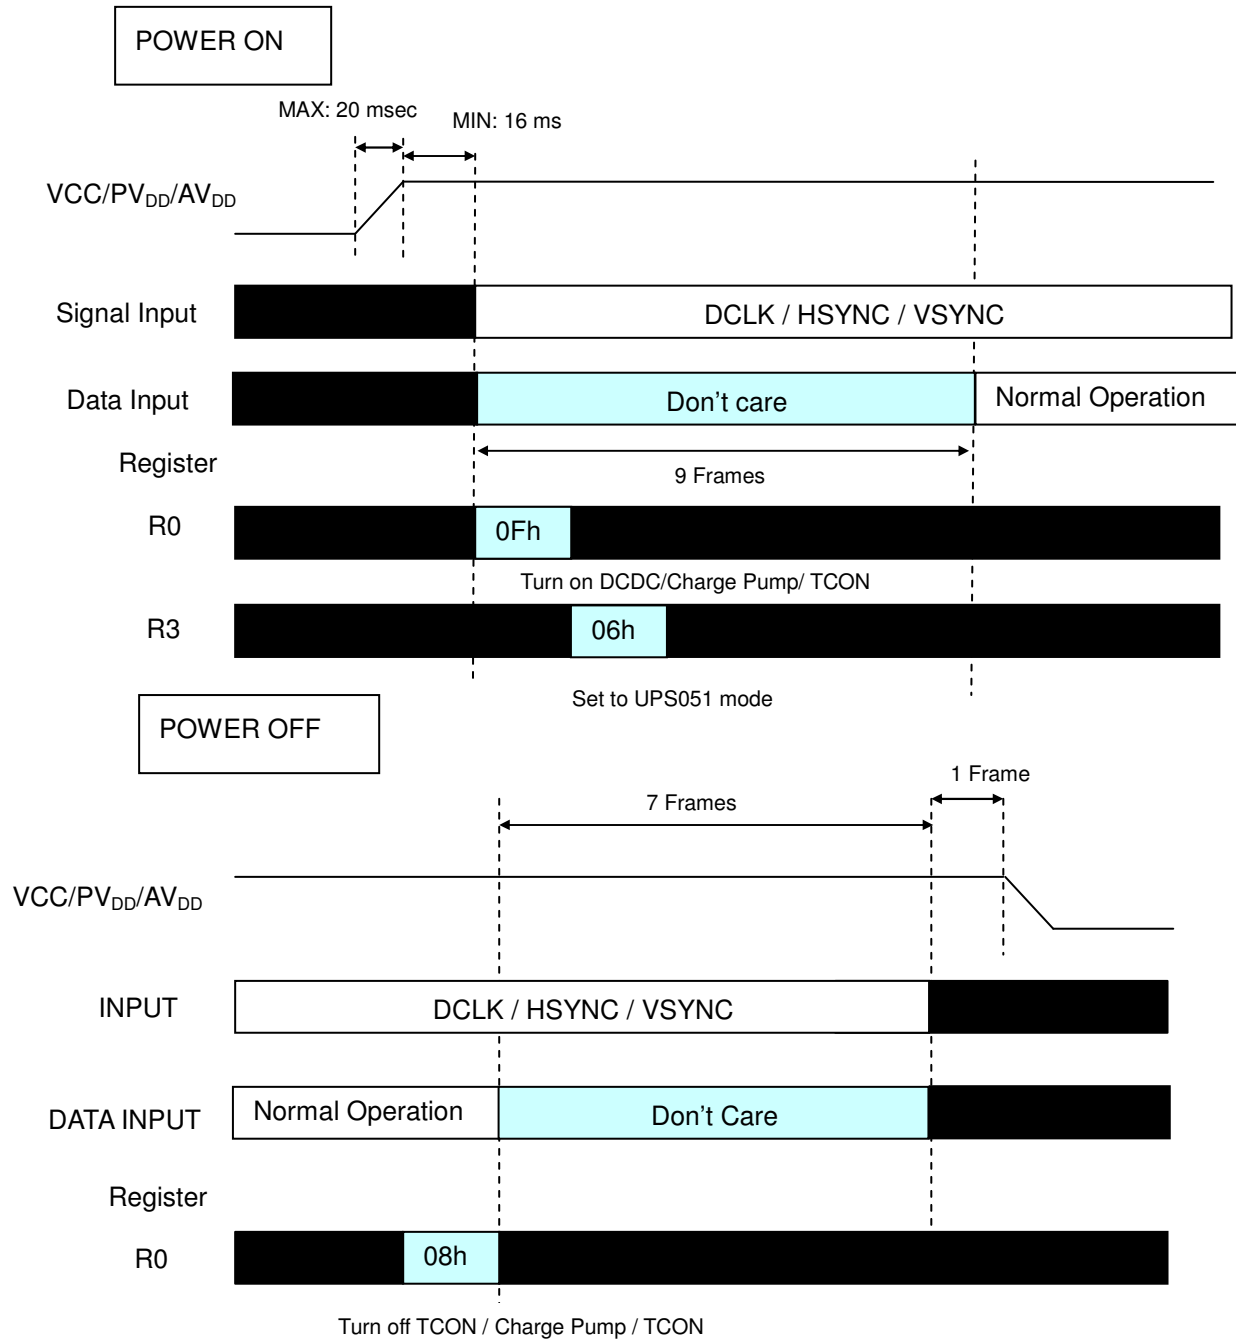 POWER ON
MAX: 20 msec
MIN: 16 ms
VCC/PVDD/AVDD
Signal Input
DCLK / HSYNC / VSYNC
Data Input
Don't care
Normal Operation
Register
9 Frames
R0
0Fh
Turn on DCDC/Charge Pump/ TCON
R3
06h
Set to UPS051 mode
POWER OFF
1 Frame
7 Frames
VCC/PVDD/AVDD
INPUT
DCLK / HSYNC / VSYNC
DATA INPUT
Normal Operation
Don't Care
Register
R0
08h
Turn off TCON / Charge Pump / TCON